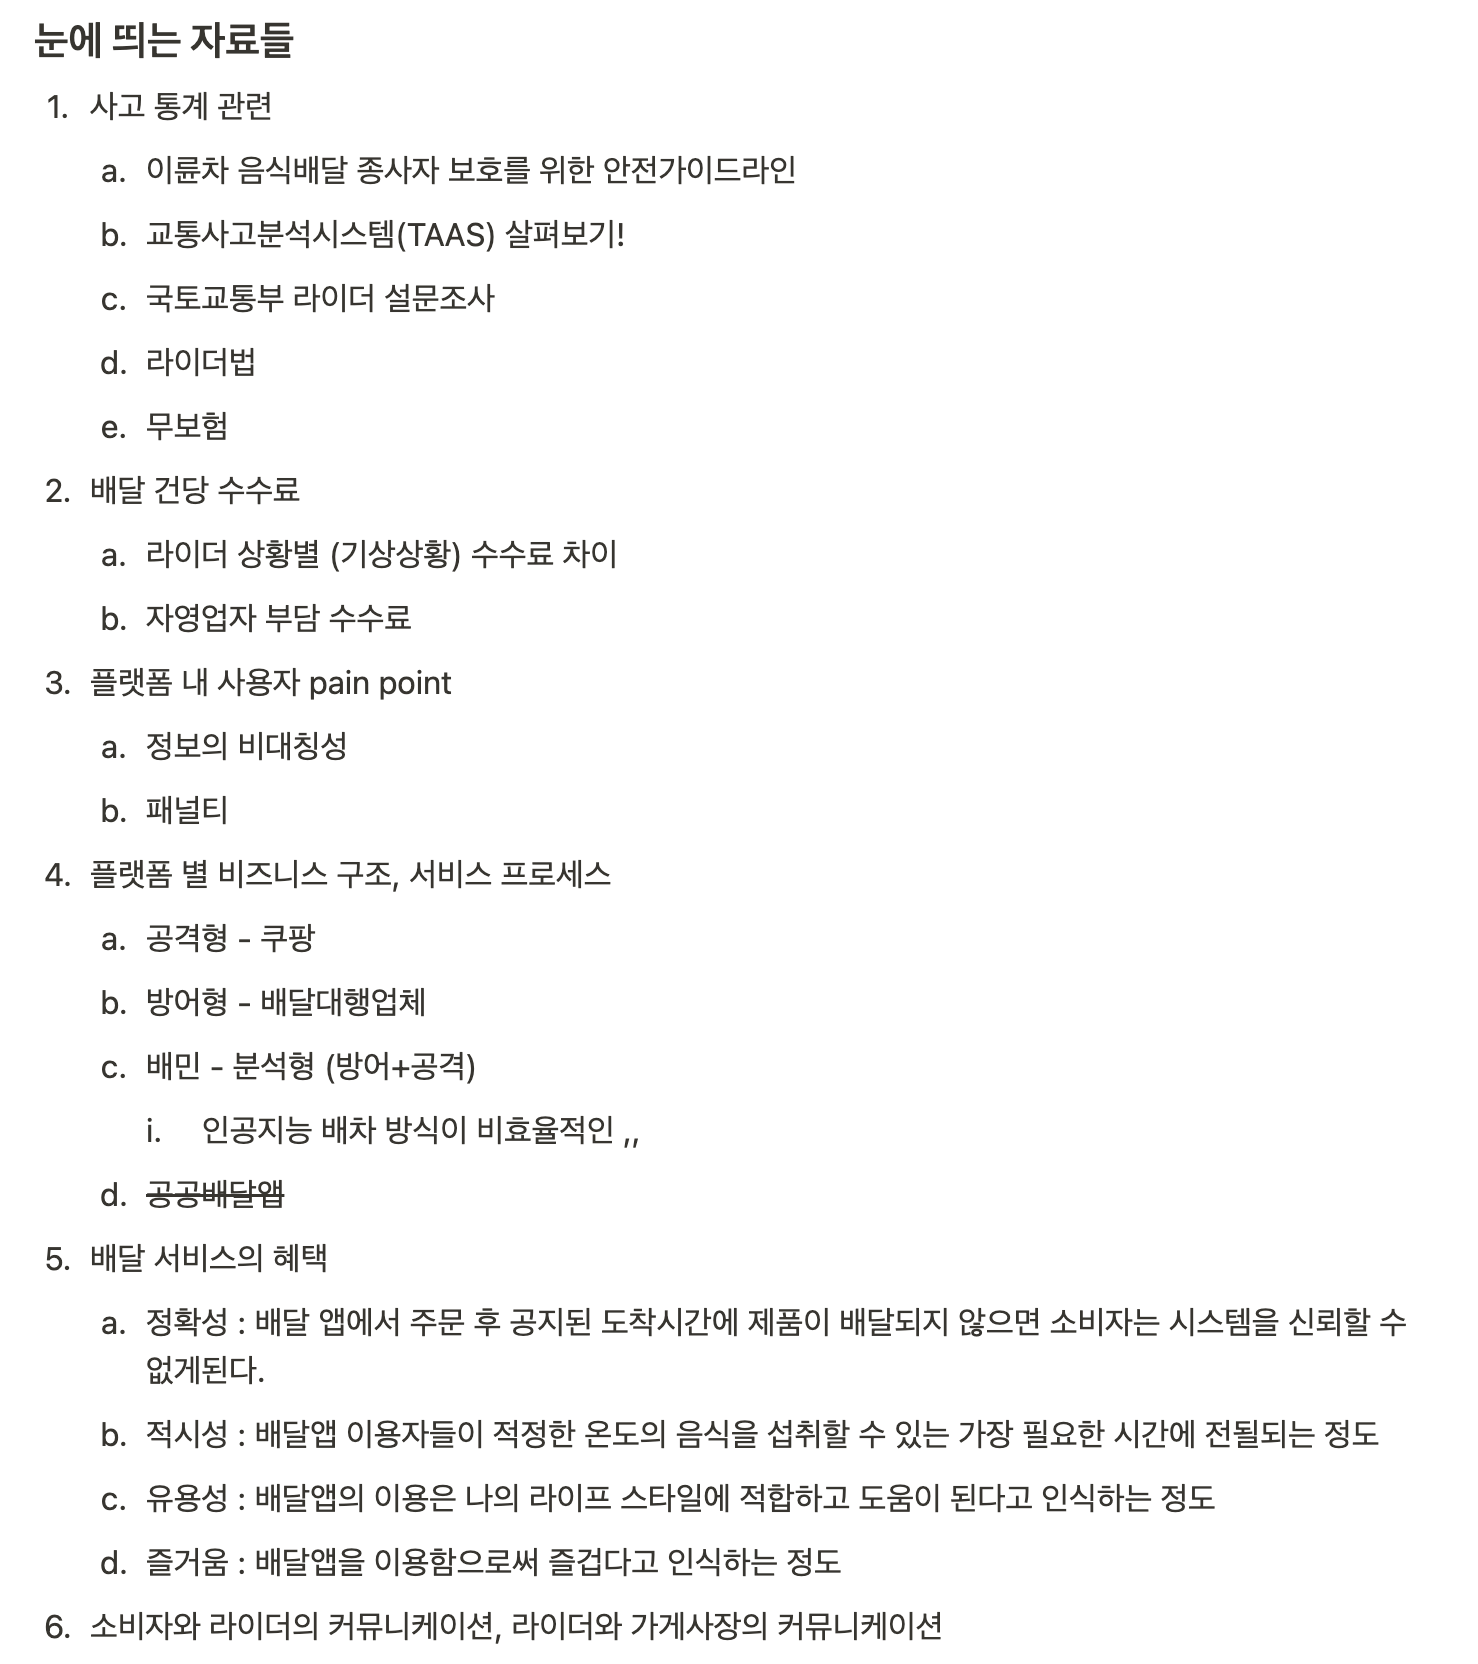 눈에 띄는 자료들
1. 사고 통계 관련
a. 이륜차 음식배달 종사자 보호를 위한 안전가이드라인
b. 교통사고분석시스템(TAAS) 살펴보기!
c. 국토교통부 라이더 설문조사
d. 라이더법
e. 무보험
2. 배달 건당 수수료
a. 라이더 상황별 (기상상황) 수수료 차이
b. 자영업자 부담 수수료
3. 플랫폼 내 사용자 pain point
a. 정보의 비대칭성
b. 패널티
4. 플랫폼 별 비즈니스 구조, 서비스 프로세스
a. 공격형 - 쿠팡
b. 방어형 - 배달대행업체
c. 배민 - 분석형 (방어+공격)
i. 인공지능 배차 방식이 비효율적인 ,,
d. 공공배달앱
5. 배달 서비스의 혜택
a. 정확성 : 배달 앱에서 주문 후 공지된 도착시간에 제품이 배달되지 않으면 소비자는 시스템을 신뢰할 수
없게된다.
b. 적시성 : 배달앱 이용자들이 적정한 온도의 음식을 섭취할 수 있는 가장 필요한 시간에 전될되는 정도
c. 유용성 : 배달앱의 이용은 나의 라이프 스타일에 적합하고 도움이 된다고 인식하는 정도
d. 즐거움 : 배달앱을 이용함으로써 즐겁다고 인식하는 정도
6. 소비자와 라이더의 커뮤니케이션, 라이더와 가게사장의 커뮤니케이션